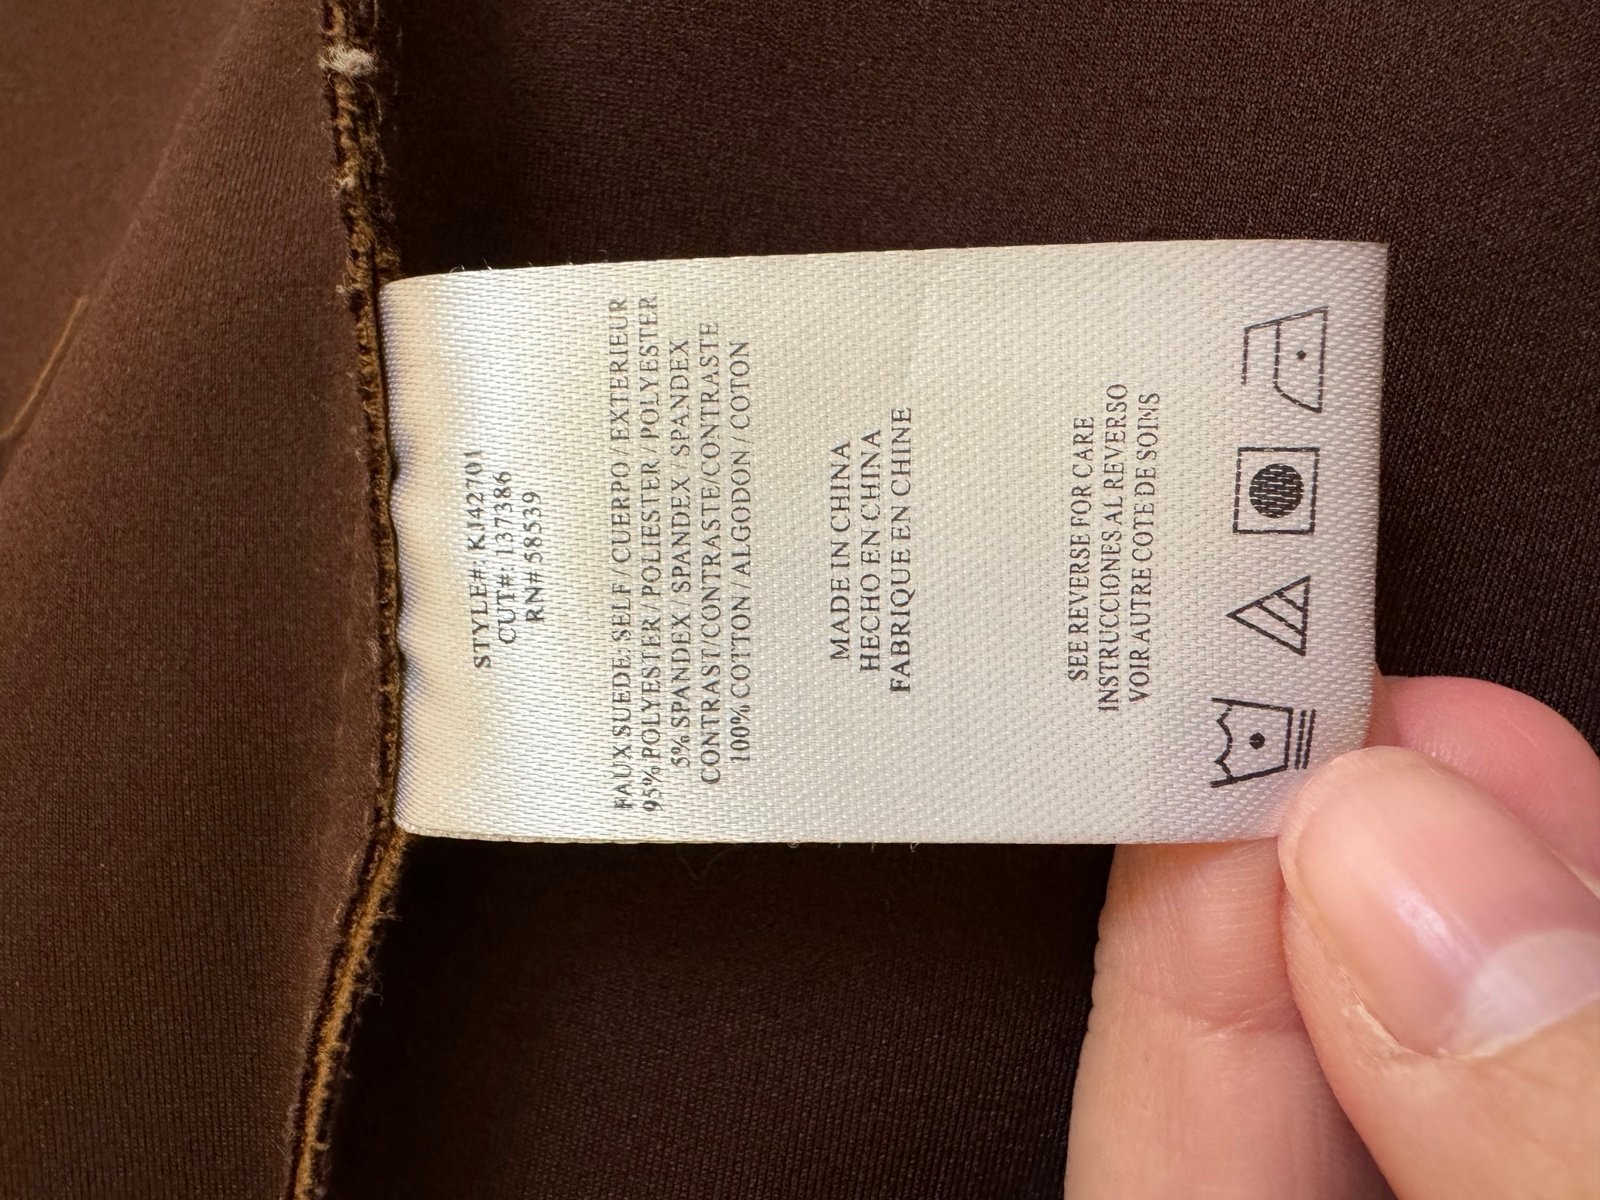 STYLE#: KJ42701
CUT#: 137386
RN# 58539
FAUX SUEDE: SELF / CUERPO / EXTERIEUR
95% POLYESTER / POLIESTER / POLYESTER
5% SPANDEX / SPANDEX / SPANDEX
CONTRAST/CONTRASTE/CONTRASTE
100% COTTON / ALGODON / COTON
MADE IN CHINA
HECHO EN CHINA
FABRIQUE EN CHINE
SEE REVERSE FOR CARE
INSTRUCCIONES AL REVERSO
VOIR AUTRE COTE DE SOINS